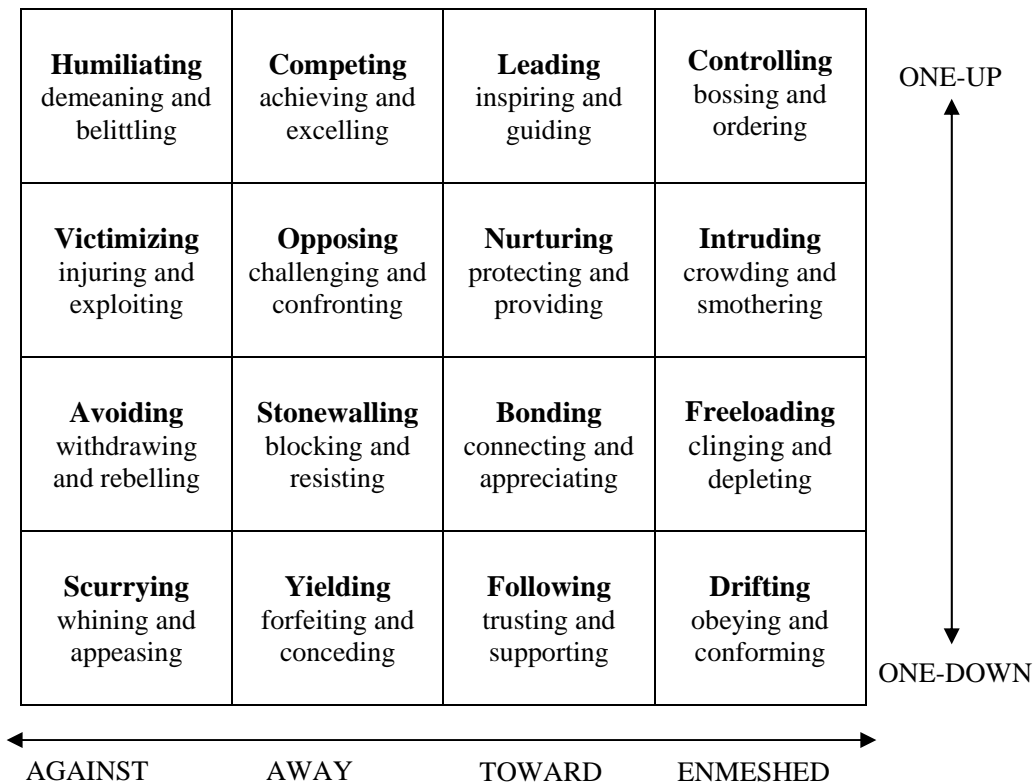 Humiliating
demeaning and
belittling
Competing
achieving and
excelling
Leading
inspiring and
guiding
Controlling
bossing and
ordering
ONE-UP
Victimizing
injuring and
exploiting
Opposing
challenging and
confronting
Nurturing
protecting and
providing
Intruding
crowding and
smothering
Avoiding
withdrawing
and rebelling
Stonewalling
blocking and
resisting
Bonding
connecting and
appreciating
Freeloading
clinging and
depleting
Scurrying
whining and
appeasing
Yielding
forfeiting and
conceding
Following
trusting and
supporting
Drifting
obeying and
conforming
ONE-DOWN
AGAINST
AWAY
TOWARD
ENMESHED